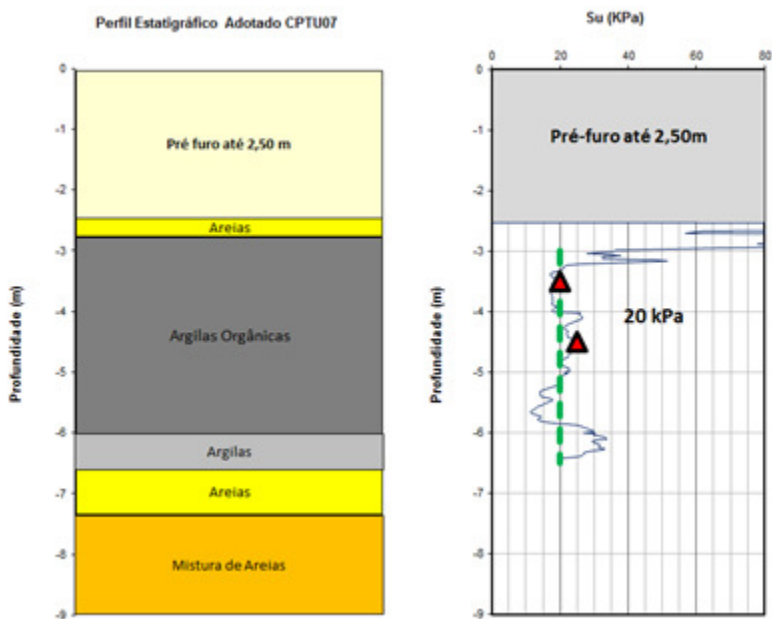 Perfil Estatigráfico Adotado CPTU07
Profundidade (m)
0
-1
-2
-3
-4
-5
-6
-7
-8
-9
Pré furo até 2,50 m
Areias
Argilas Orgânicas
Argilas
Areias
Mistura de Areias
Su (KPa)
0 20 40 60 80
Profundidade (m)
0
-1
-2
-3
-4
-5
-6
-7
-8
-9
Pré-furo até 2,50m
20 kPa